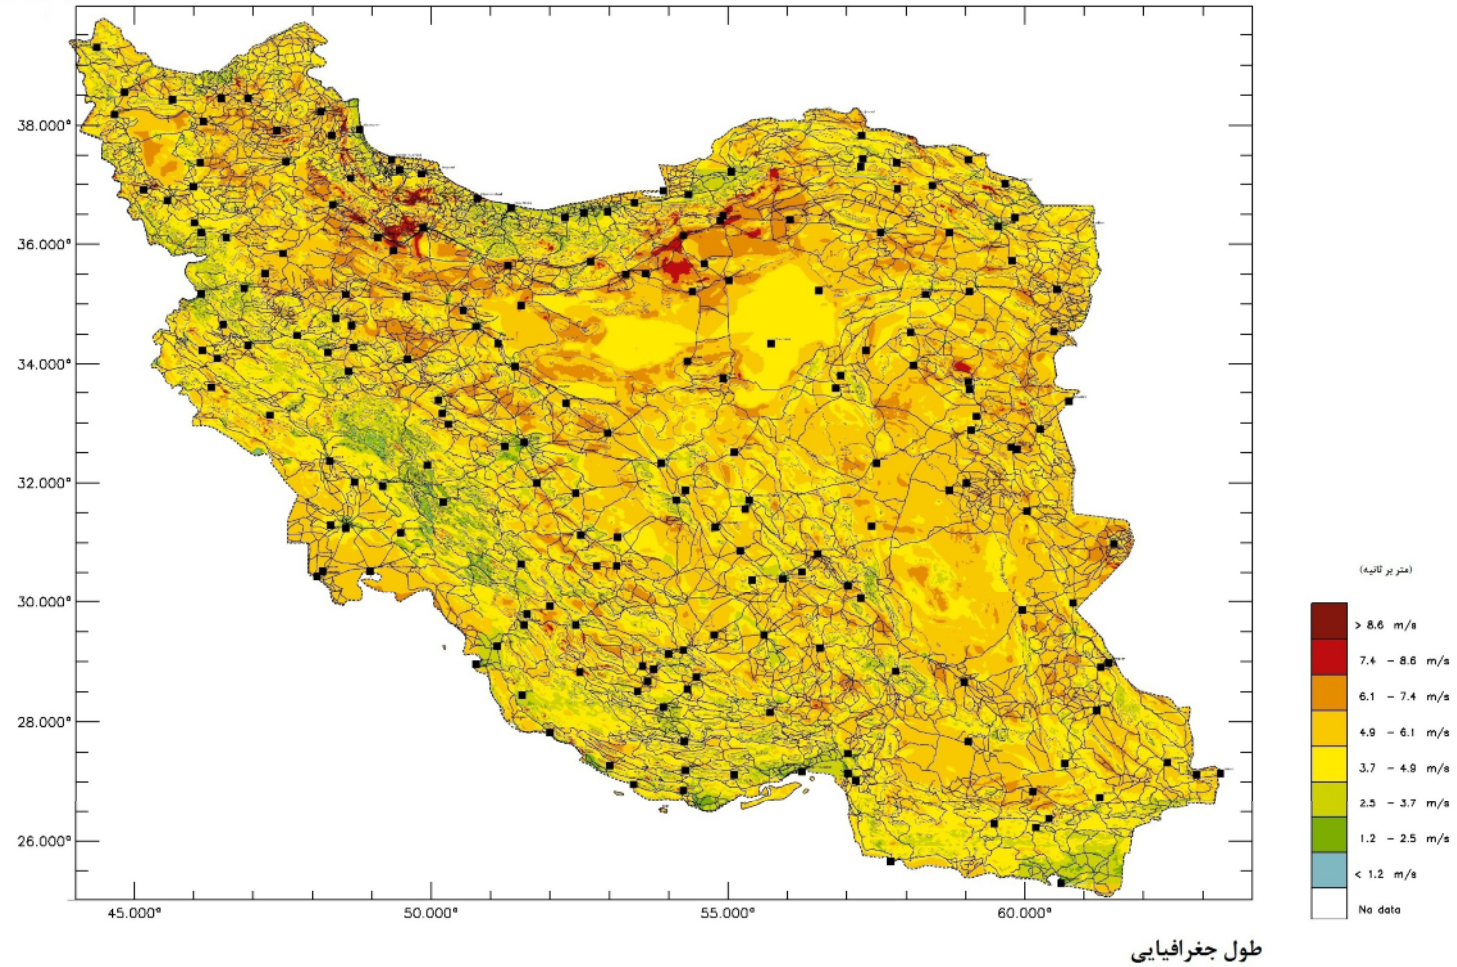 38.000°
36.000°
34.000°
32.000°
30.000°
28.000°
26.000°
45.000°
50.000°
55.000°
60.000°
طول جغرافیایی
(متر بر ثانیه)
> 8.6 m/s
7.4 - 8.6 m/s
6.1 - 7.4 m/s
4.9 - 6.1 m/s
3.7 - 4.9 m/s
2.5 - 3.7 m/s
1.2 - 2.5 m/s
< 1.2 m/s
No data